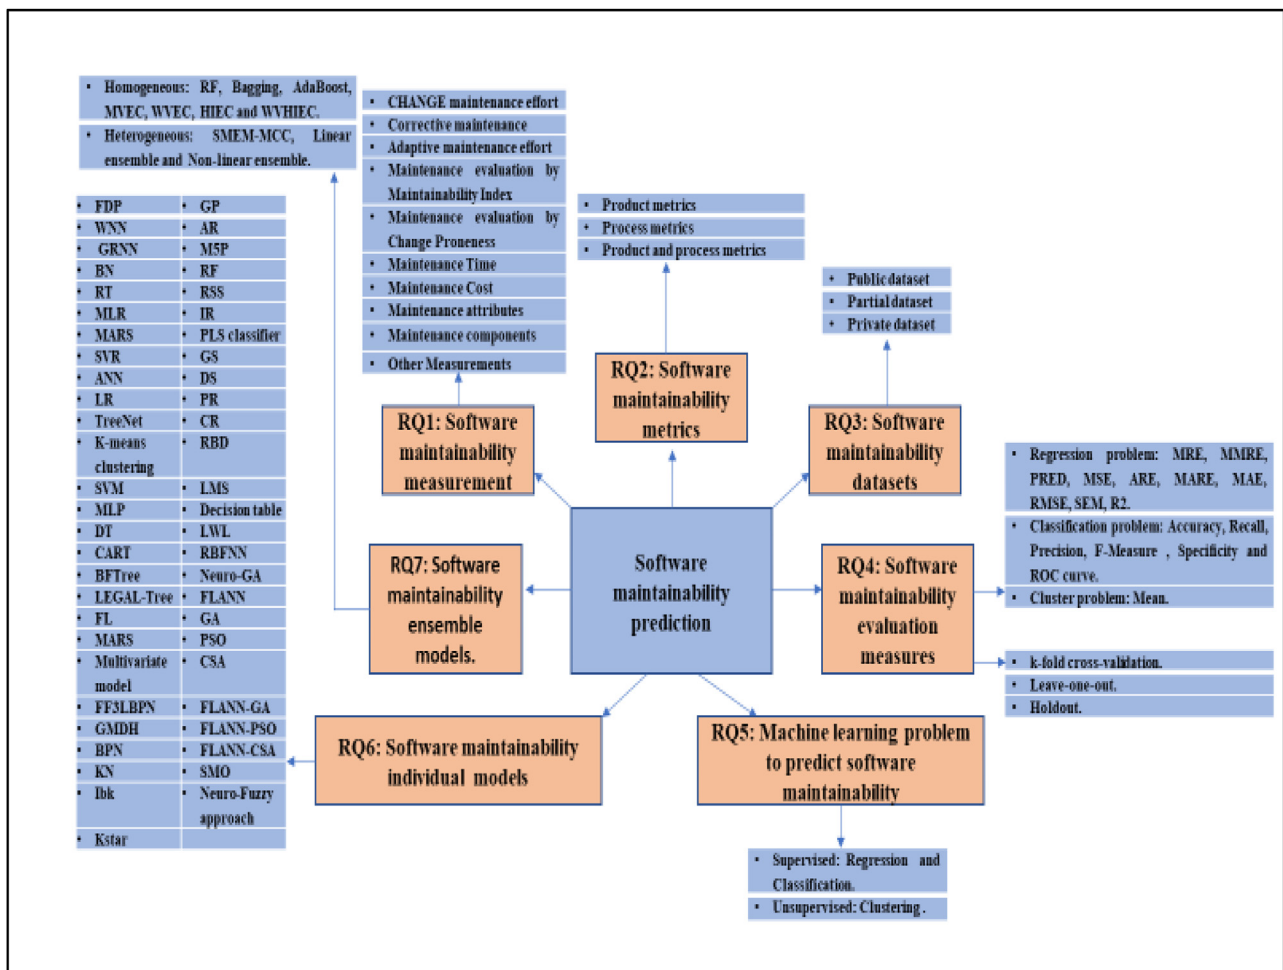 • Homogeneous: RF, Bagging, AdaBoost,
MVEC, WVEC, HIEC and WVHIEC.
• Heterogeneous: SMEM-MCC, Linear
ensemble and Non-linear ensemble.
• CHANGE maintenance effort
• Corrective maintenance
• Adaptive maintenance effort
• Maintenance evaluation by
Maintainability Index
• Maintenance evaluation by
Change Proneness
• Maintenance Time
• Maintenance Cost
• Maintenance attributes
• Maintenance components
• Other Measurements
• Product metrics
• Process metrics
• Product and process metrics
• Public dataset
• Partial dataset
• Private dataset
RQ1: Software
maintainability
measurement
RQ2: Software
maintainability
metrics
RQ3: Software
maintainability
datasets
• FDP
• WNN
• GRNN
• BN
• RT
• MLR
• MARS
• SVR
• ANN
• LR
• TreeNet
• K-means
clustering
• SVM
• MLP
• DT
• CART
• BFTree
• LEGAL-Tree
• FL
• MARS
• Multivariate
model
• FF3LBPN
• GMDH
• BPN
• KN
• Ibk
• Kstar
• GP
• AR
• M5P
• RF
• RSS
• IR
• PLS classifier
• GS
• DS
• PR
• CR
• RBD
• LMS
• Decision table
• LWL
• RBFNN
• Neuro-GA
• FLANN
• GA
• PSO
• CSA
• FLANN-GA
• FLANN-PSO
• FLANN-CSA
• SMO
• Neuro-Fuzzy
approach
RQ7: Software
maintainability
ensemble
models.
Software
maintainability
prediction
RQ4: Software
maintainability
evaluation
measures
• Regression problem: MRE, MMRE,
PRED, MSE, ARE, MARE, MAE,
RMSE, SEM, R2.
• Classification problem: Accuracy, Recall,
Precision, F-Measure , Specificity and
ROC curve.
• Cluster problem: Mean.
• k-fold cross-validation.
• Leave-one-out.
• Holdout.
RQ6: Software maintainability
individual models
RQ5: Machine learning problem
to predict software
maintainability
• Supervised: Regression and
Classification.
• Unsupervised: Clustering .